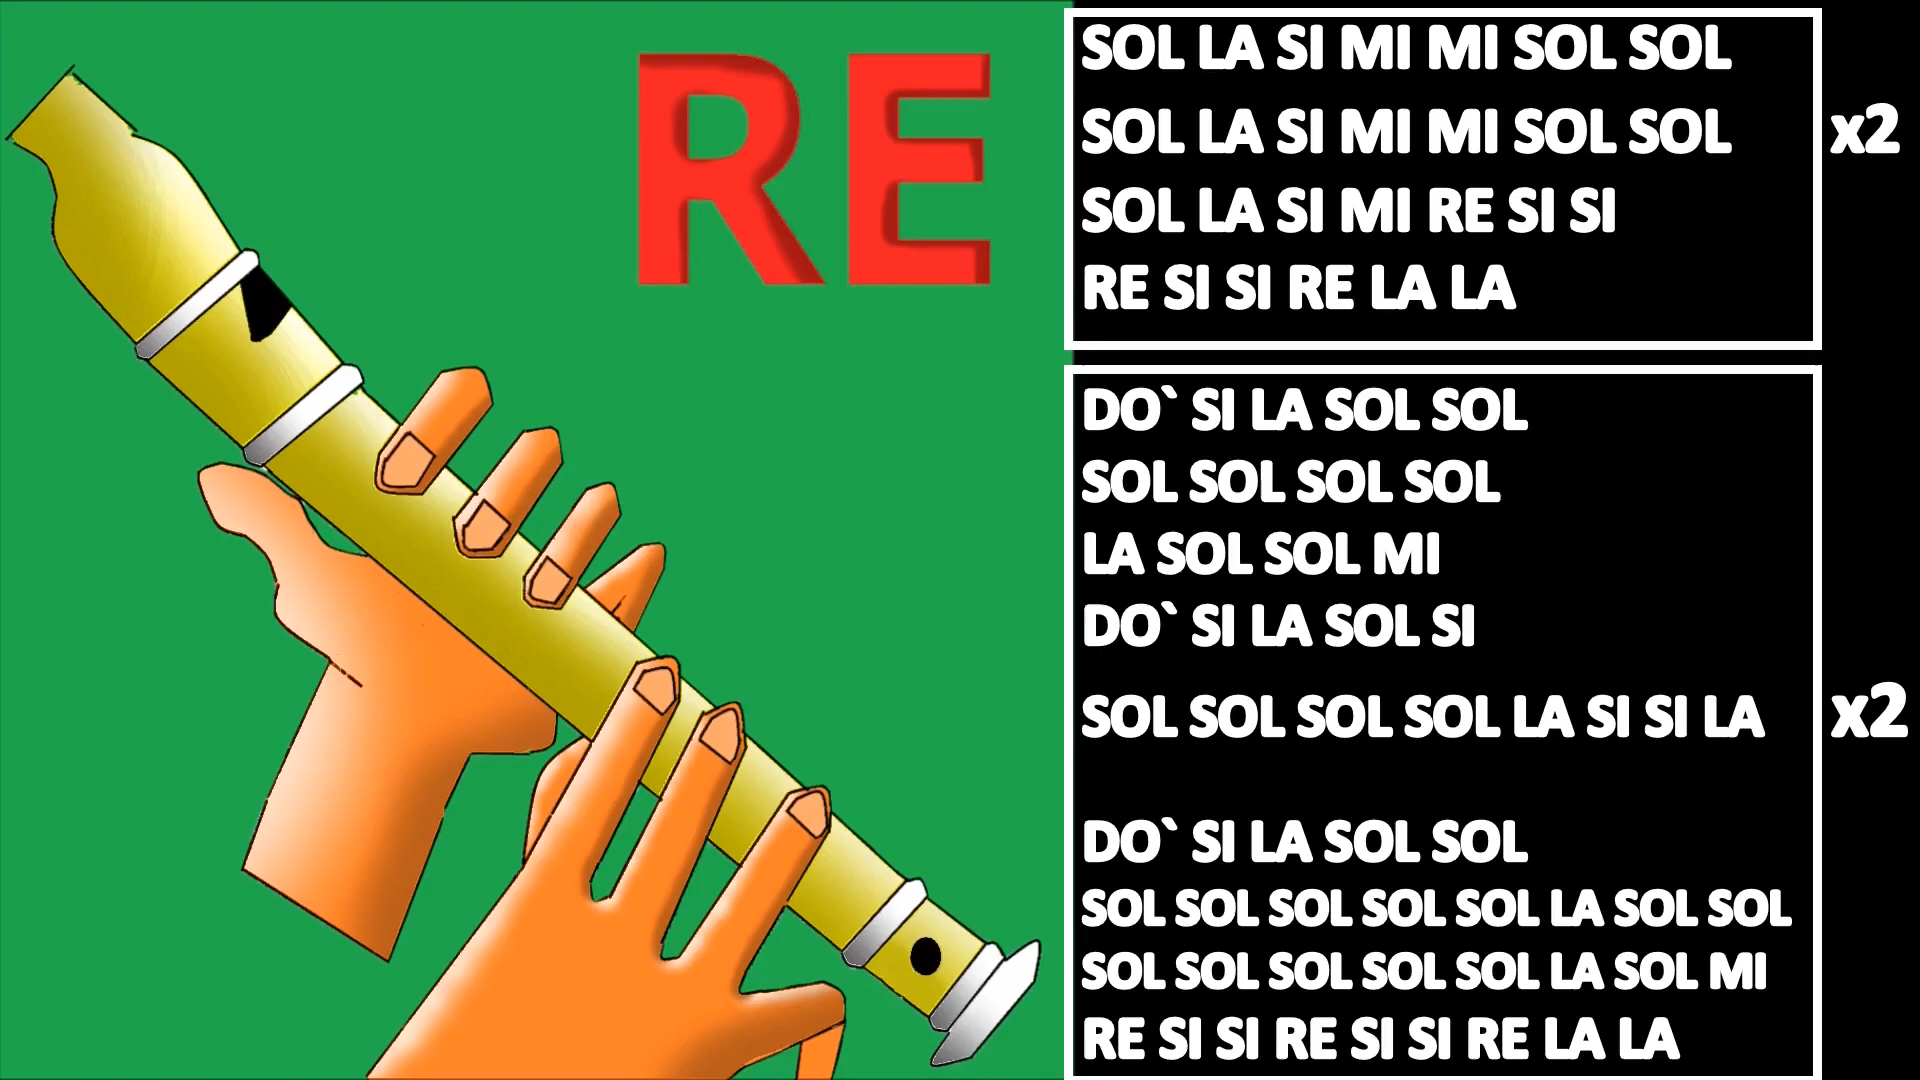 RE
SOL LA SI MI MI SOL SOL
SOL LA SI MI MI SOL SOL
x2
SOL LA SI MI RE SI SI
RE SI SI RE LA LA
DO` SI LA SOL SOL
SOL SOL SOL SOL
LA SOL SOL MI
DO` SI LA SOL SI
SOL SOL SOL SOL LA SI SI LA
x2
DO` SI LA SOL SOL
SOL SOL SOL SOL SOL LA SOL SOL
SOL SOL SOL SOL SOL LA SOL MI
RE SI SI RE SI SI RE LA LA